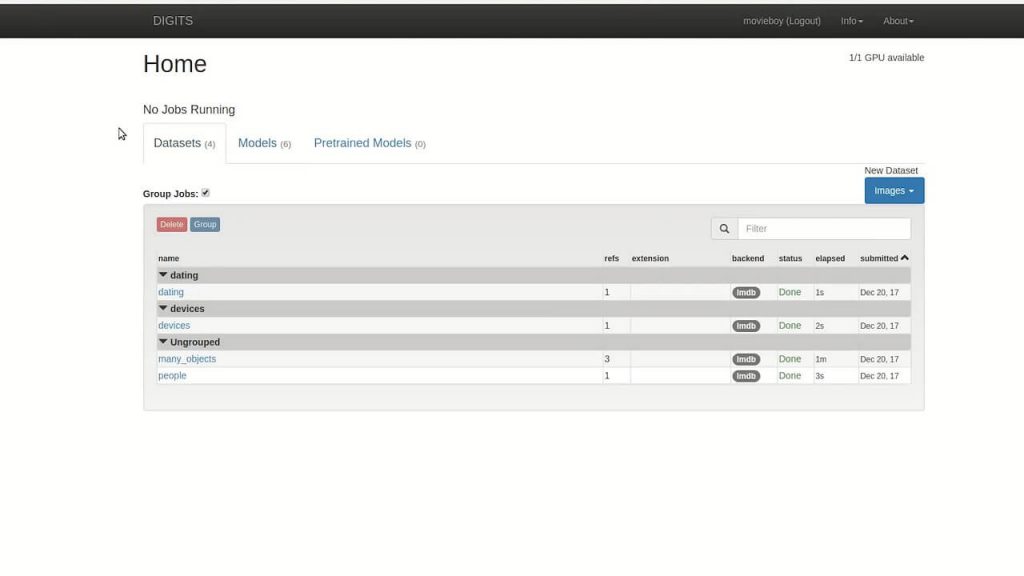 DIGITS movieboy (Logout) Info About
Home 1/1 GPU available
No Jobs Running
Datasets (4) Models (6) Pretrained Models (0)
New Dataset
Group Jobs: Images
Delete Group Filter
name refs extension backend status elapsed submitted
dating
dating 1 lmdb Done 1s Dec 20, 17
devices
devices 1 lmdb Done 2s Dec 20, 17
Ungrouped
many_objects 3 lmdb Done 1m Dec 20, 17
people 1 lmdb Done 3s Dec 20, 17